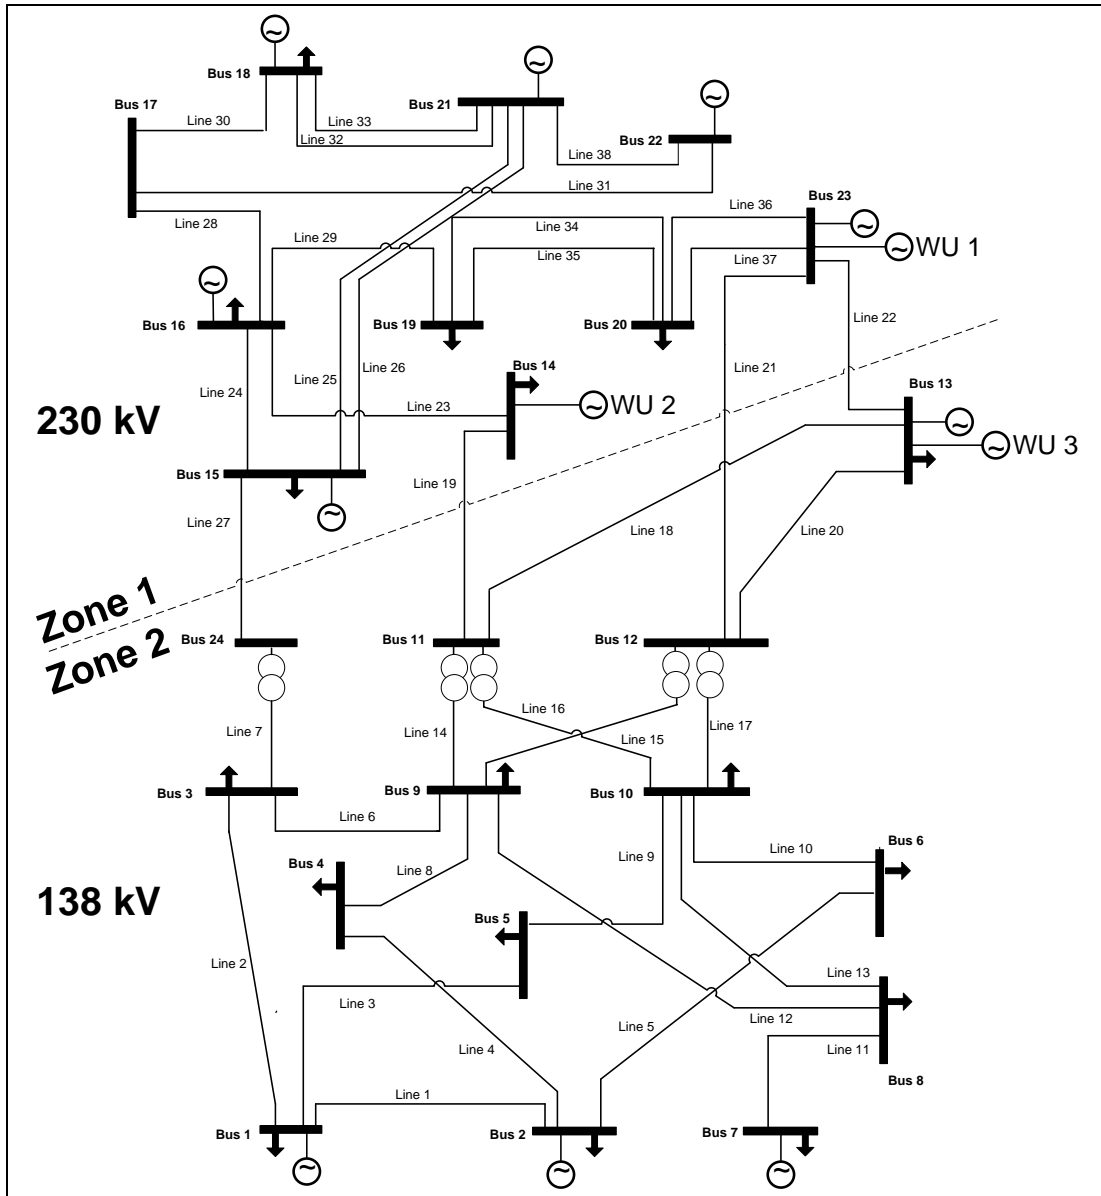 Bus 18
Bus 21
Bus 17
Line 30
Line 33
Line 32
Bus 22
Line 38
Line 31
Bus 23
Line 28
Line 34
Line 36
Line 29
Line 35
Line 37
WU 1
Bus 16
Bus 19
Bus 20
Line 22
Bus 14
Line 24
Line 25
Line 26
Line 21
Bus 13
Line 23
WU 2
230 kV
WU 3
Bus 15
Line 19
Line 27
Line 18
Line 20
Zone 1
Zone 2
Bus 24
Bus 11
Bus 12
Line 7
Line 14
Line 16
Line 15
Line 17
Bus 3
Bus 9
Bus 10
Line 6
Bus 4
Line 8
Line 9
Line 10
Bus 6
138 kV
Bus 5
Line 2
Line 3
Line 4
Line 5
Line 13
Line 12
Line 11
Bus 8
Line 1
Bus 1
Bus 2
Bus 7